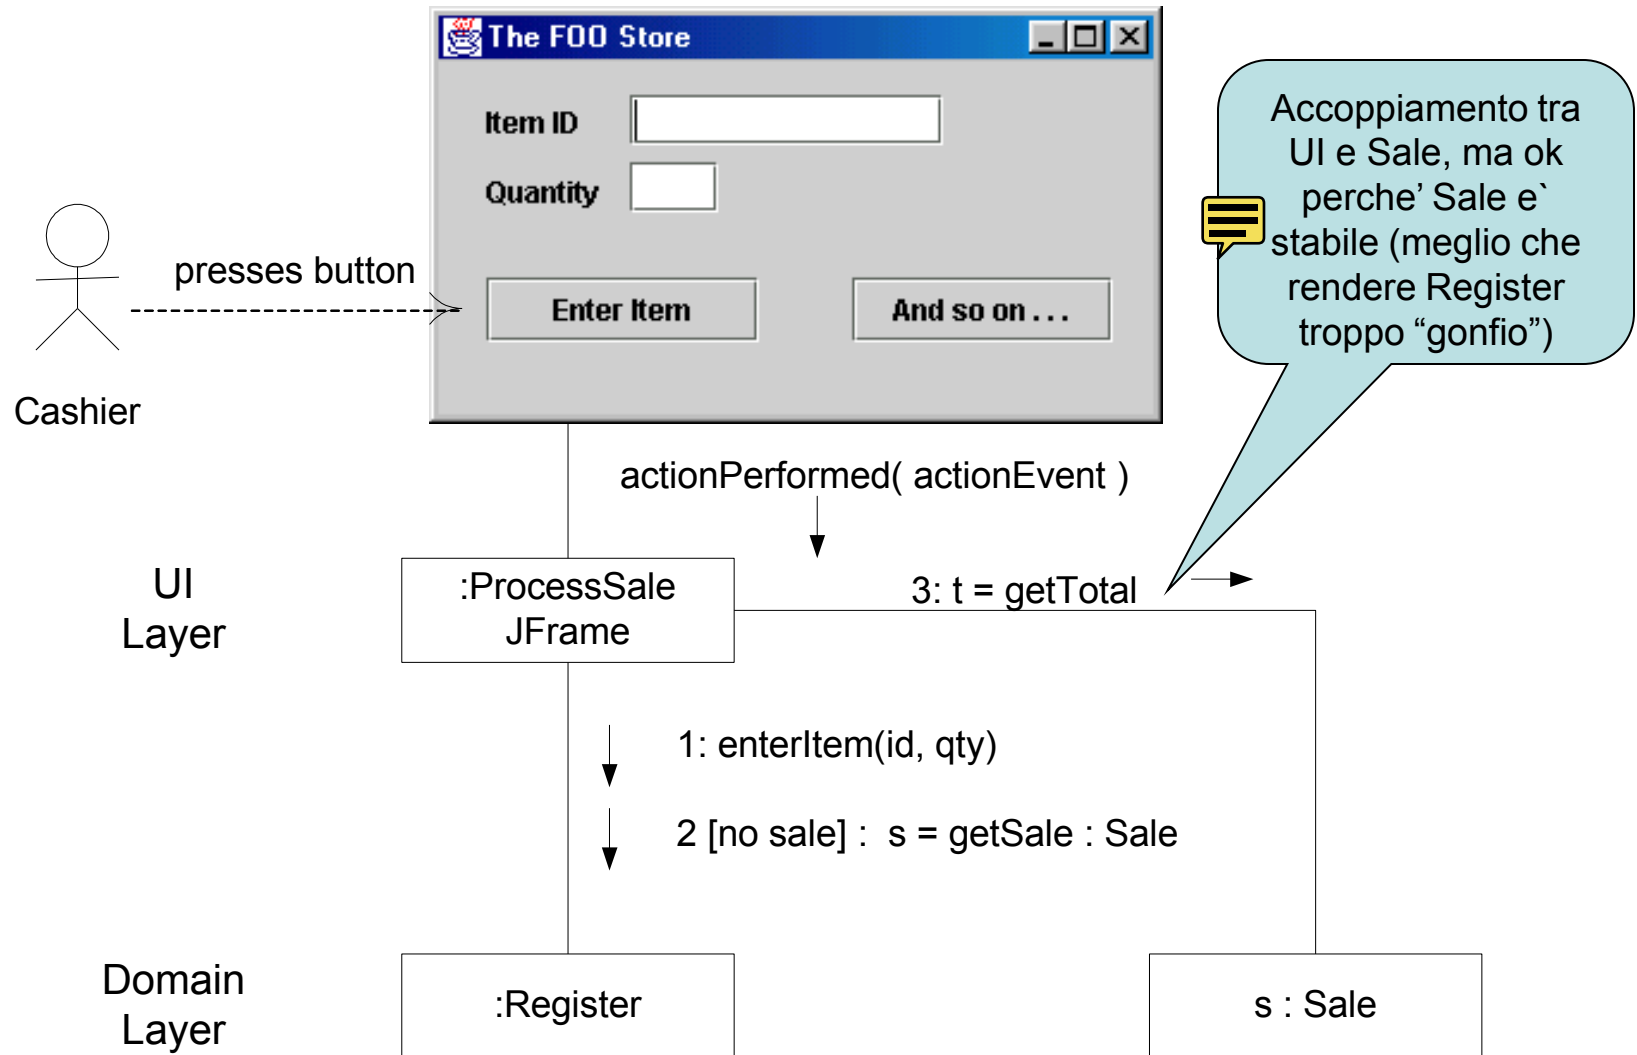 The FOO Store
Item ID
Quantity
Enter Item
And so on . . .
Accoppiamento tra
UI e Sale, ma ok
perche' Sale e`
stabile (meglio che
rendere Register
troppo “gonfio”)
presses button
Cashier
actionPerformed( actionEvent )
UI
Layer
:ProcessSale
JFrame
3: t = getTotal
1: enterItem(id, qty)
2 [no sale] : s = getSale : Sale
Domain
Layer
:Register
s : Sale